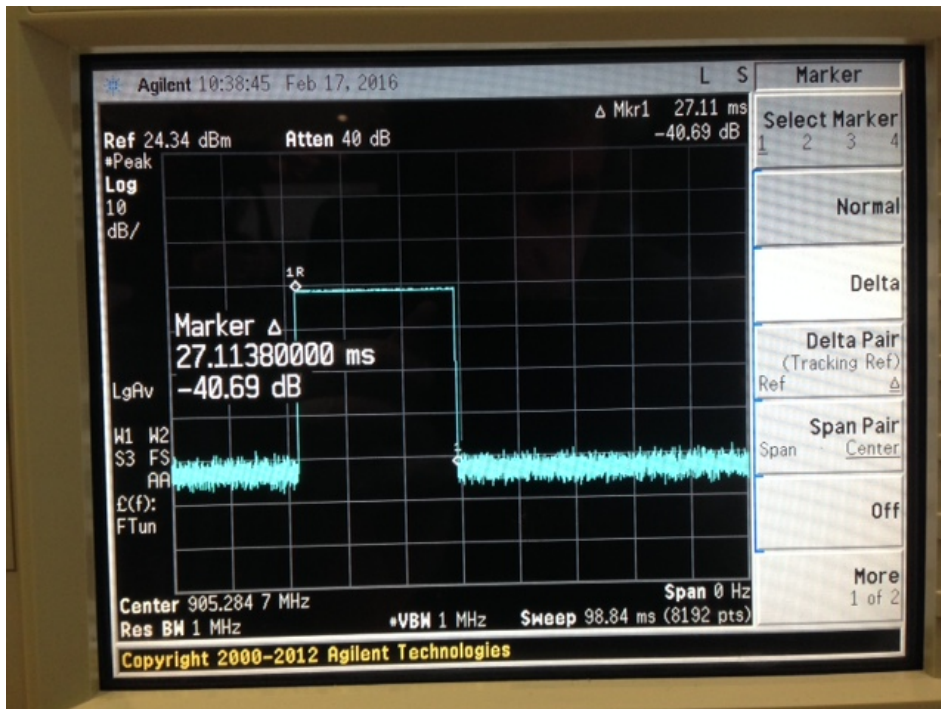 Agilent 10:38:45 Feb 17, 2016 L S
Δ Mkr1 27.11 ms
Ref 24.34 dBm Atten 40 dB -40.69 dB
#Peak
Log
10
dB/
1R
Marker Δ
27.11380000 ms
-40.69 dB
LgAv
1
W1 W2
S3 FS
AA
£(f):
FTun
Center 905.284 7 MHz Span 0 Hz
Res BW 1 MHz #VBW 1 MHz Sweep 98.84 ms (8192 pts)
Copyright 2000-2012 Agilent Technologies
Marker
Select Marker
1 2 3 4
Normal
Delta
Delta Pair
(Tracking Ref)
Ref Δ
Span Pair
Span Center
Off
More
1 of 2